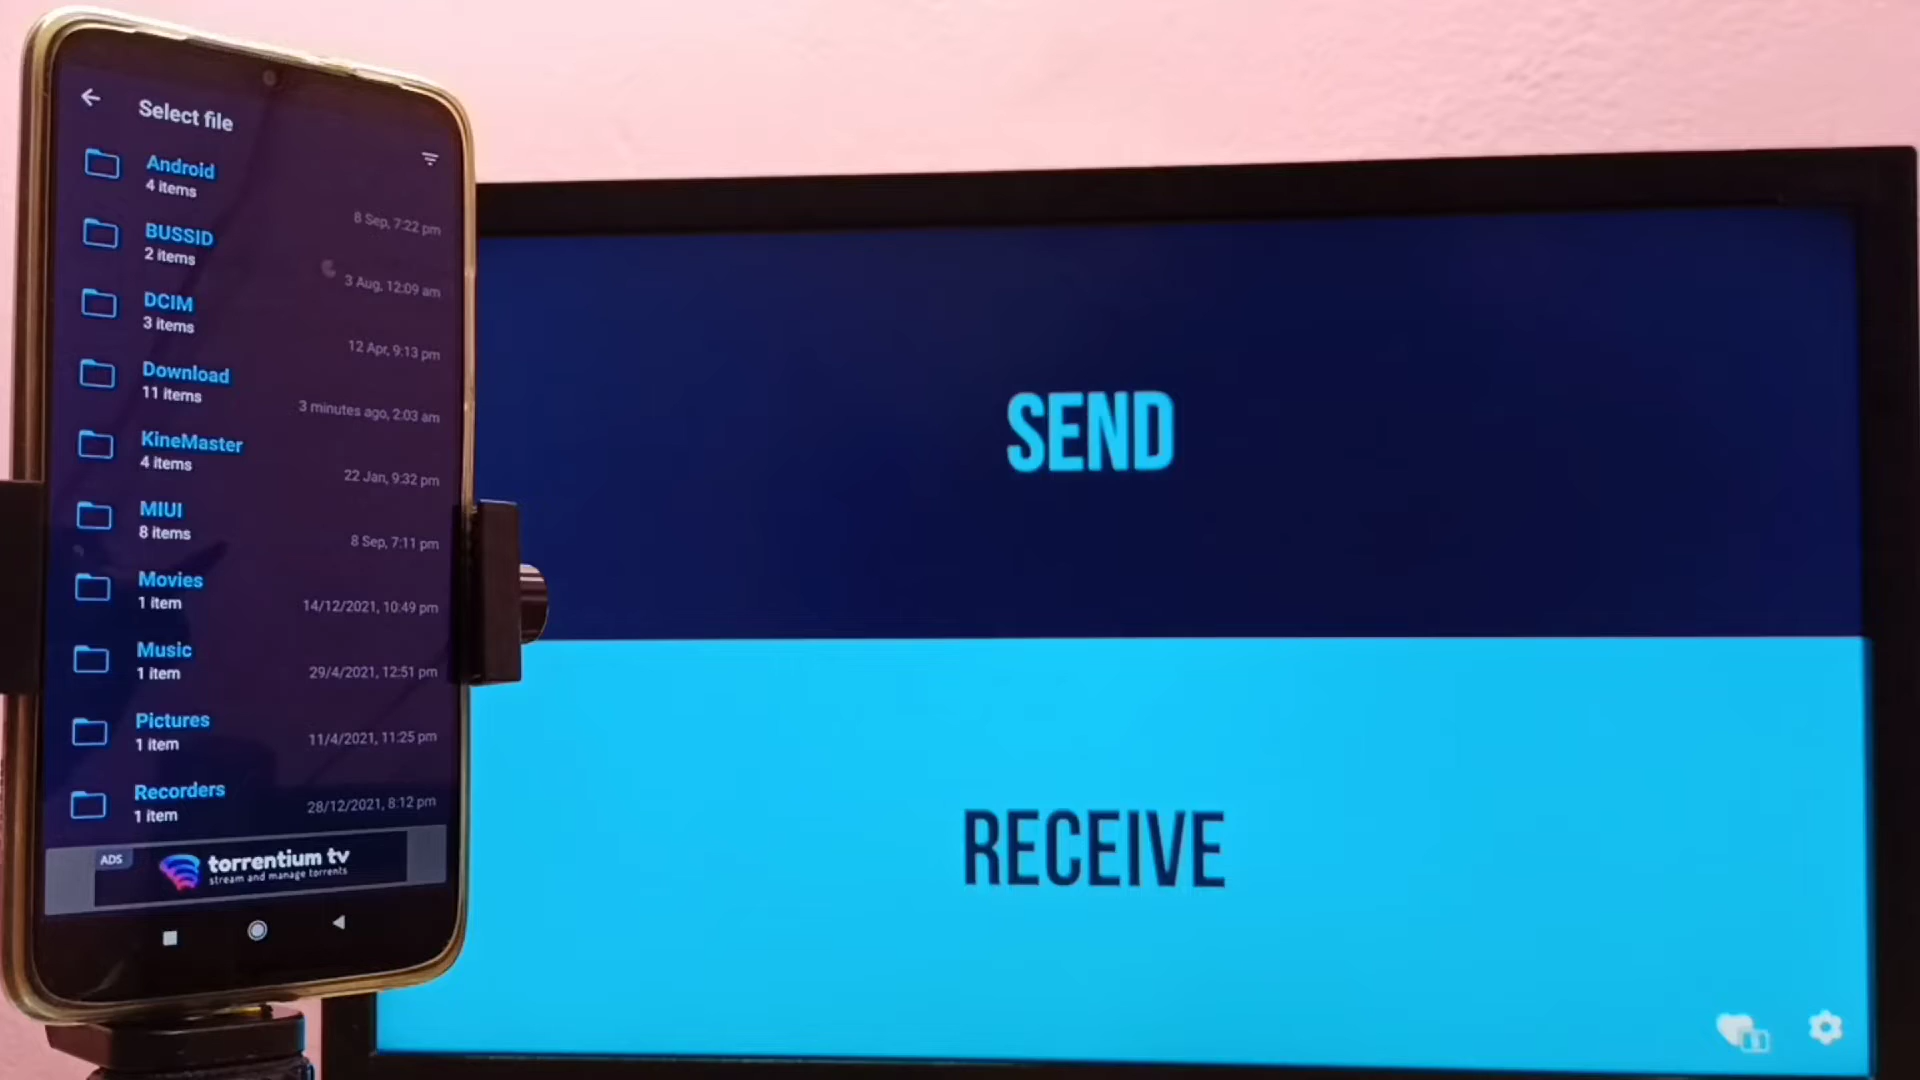 Select file
Android
4 items
8 Sep, 7:22 pm
BUSSID
2 items
3 Aug, 12:09 am
DCIM
3 items
12 Apr, 9:13 pm
Download
11 items
3 minutes ago, 2:03 am
KineMaster
4 items
22 Jan, 9:32 pm
MIUI
8 items
8 Sep, 7:11 pm
Movies
1 item
14/12/2021, 10:49 pm
Music
1 item
29/4/2021, 12:51 pm
Pictures
1 item
11/4/2021, 11:25 pm
Recorders
1 item
28/12/2021, 8:12 pm
ADS
torrentium tv
stream and manage torrents
SEND
RECEIVE